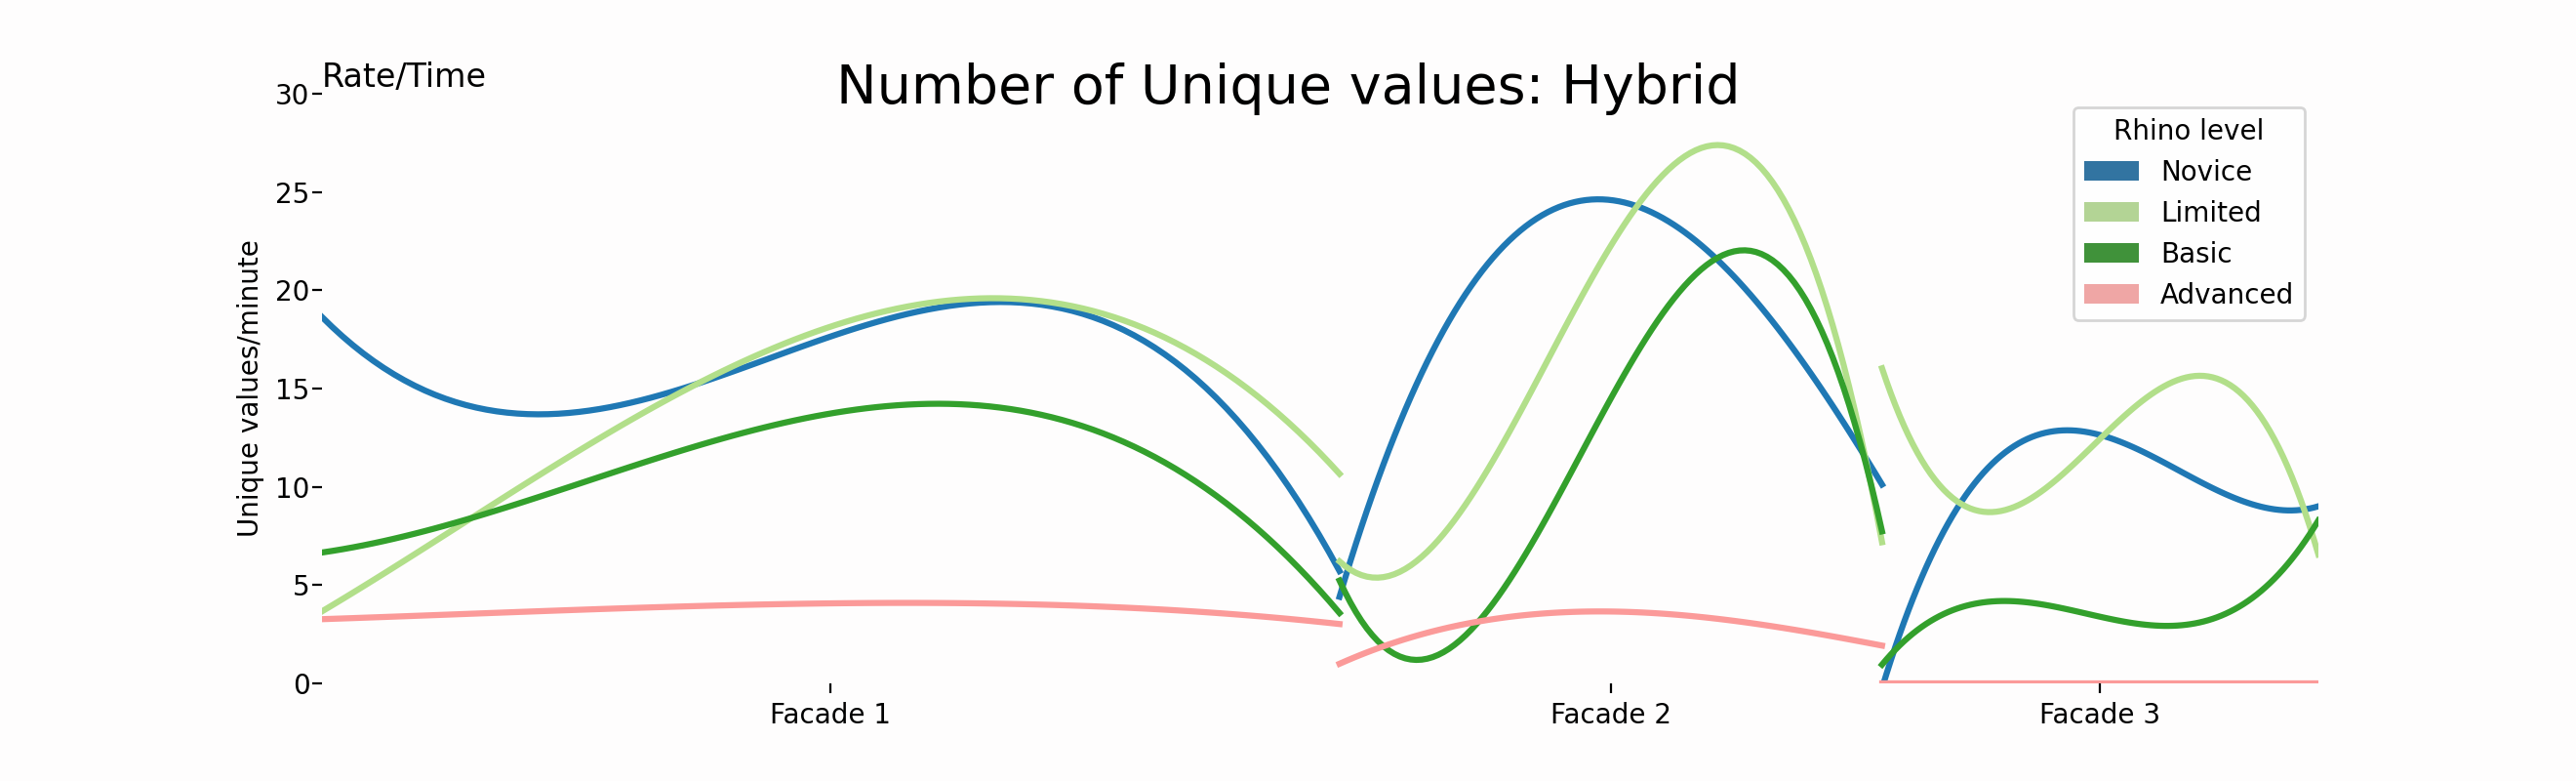 Rate/Time
Number of Unique values: Hybrid
Unique values/minute
30
25
20
15
10
5
0
Rhino level
Novice
Limited
Basic
Advanced
Facade 1
Facade 2
Facade 3